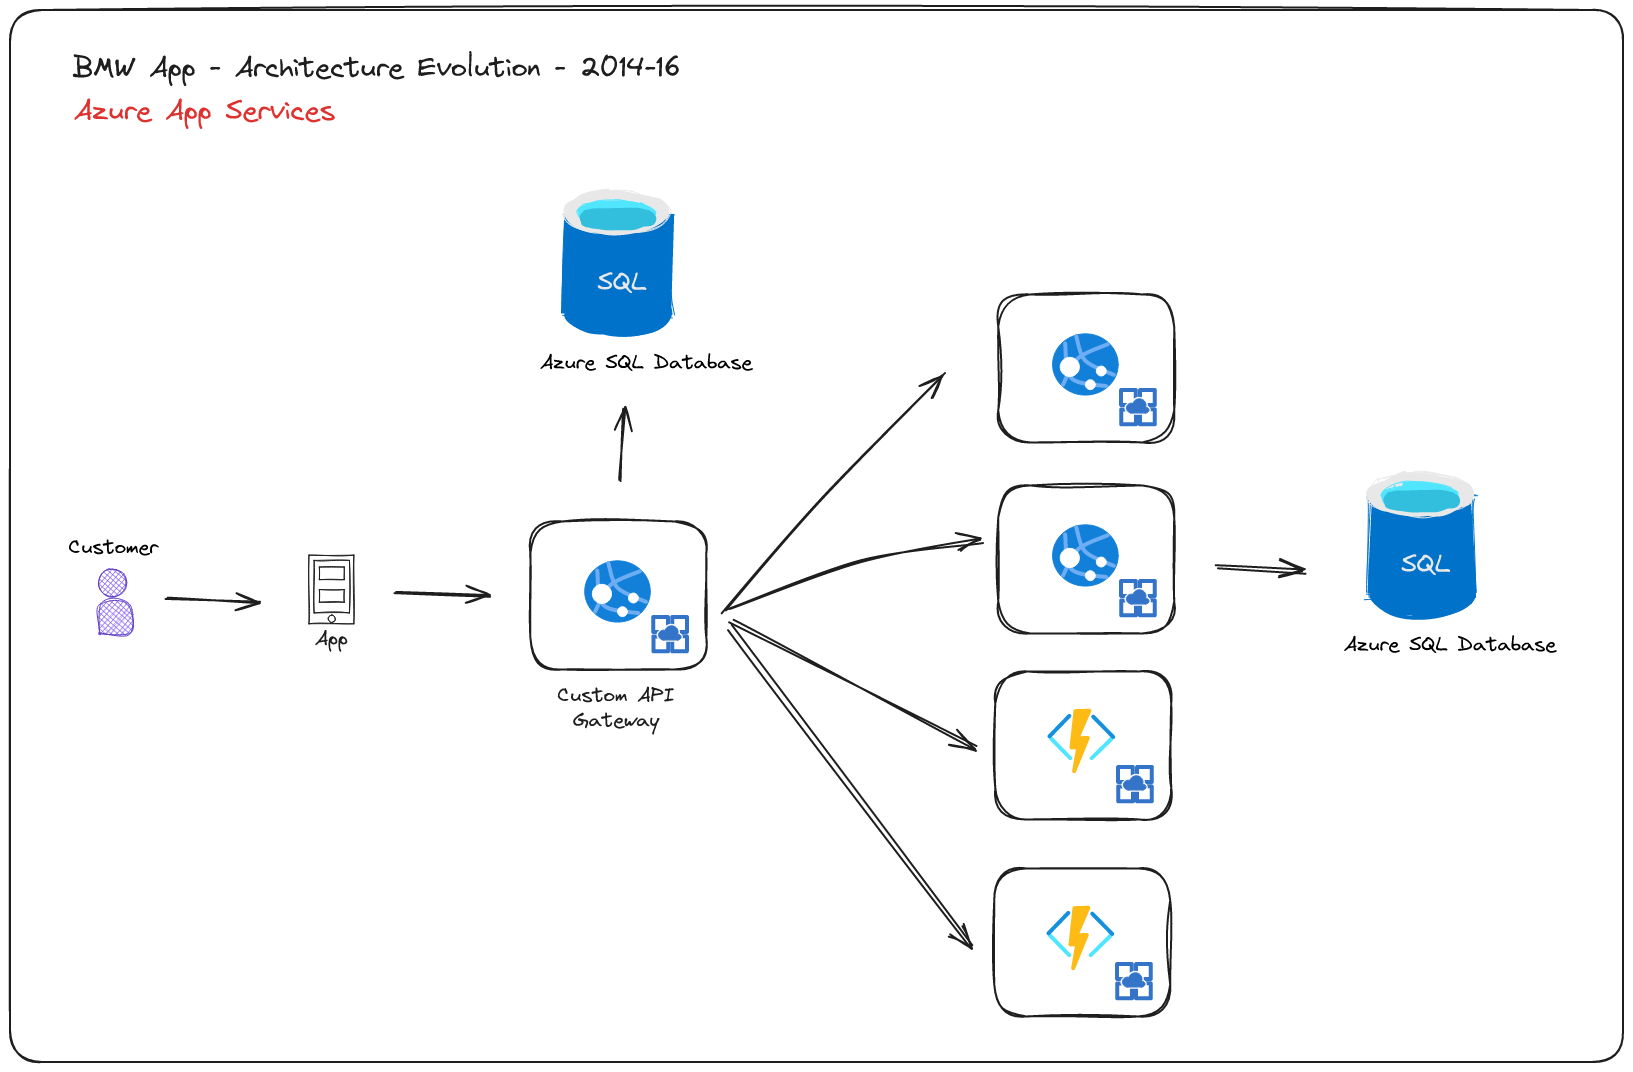 BMW App - Architecture Evolution - 2014-16
Azure App Services
SQL
Azure SQL Database
Customer
App
Custom API
Gateway
SQL
Azure SQL Database